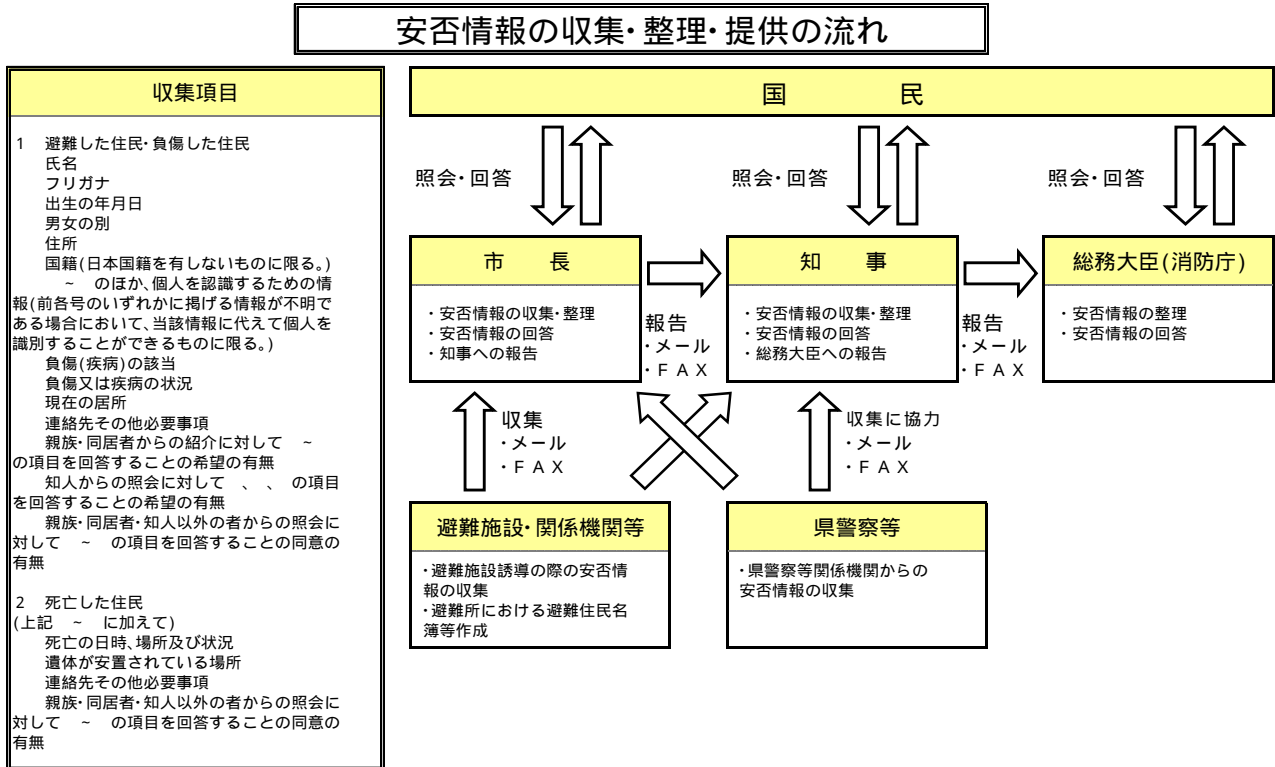 安否情報の収集・整理・提供の流れ
収集項目
1 避難した住民・負傷した住民
氏名
フリガナ
出生の年月日
男女の別
住所
国籍(日本国籍を有しないものに限る。)
~ のほか、個人を認識するための情
報(前各号のいずれかに掲げる情報が不明で
ある場合において、当該情報に代えて個人を
識別することができるものに限る。)
負傷(疾病)の該当
負傷又は疾病の状況
現在の居所
連絡先その他必要事項
親族・同居者からの紹介に対して ~
の項目を回答することの希望の有無
知人からの照会に対して 、 、 の項目
を回答することの希望の有無
親族・同居者・知人以外の者からの照会に
対して ~ の項目を回答することの同意の
有無
2 死亡した住民
(上記 ~ に加えて)
死亡の日時、場所及び状況
遺体が安置されている場所
連絡先その他必要事項
親族・同居者・知人以外の者からの照会に
対して ~ の項目を回答することの同意の
有無
国 民
照会・回答
照会・回答
照会・回答
市 長
・安否情報の収集・整理
・安否情報の回答
・知事への報告
報告
・メール
・FAX
知 事
・安否情報の収集・整理
・安否情報の回答
・総務大臣への報告
報告
・メール
・FAX
総務大臣(消防庁)
・安否情報の整理
・安否情報の回答
収集
・メール
・FAX
収集に協力
・メール
・FAX
避難施設・関係機関等
・避難施設誘導の際の安否情
報の収集
・避難所における避難住民名
簿等作成
県警察等
・県警察等関係機関からの
安否情報の収集